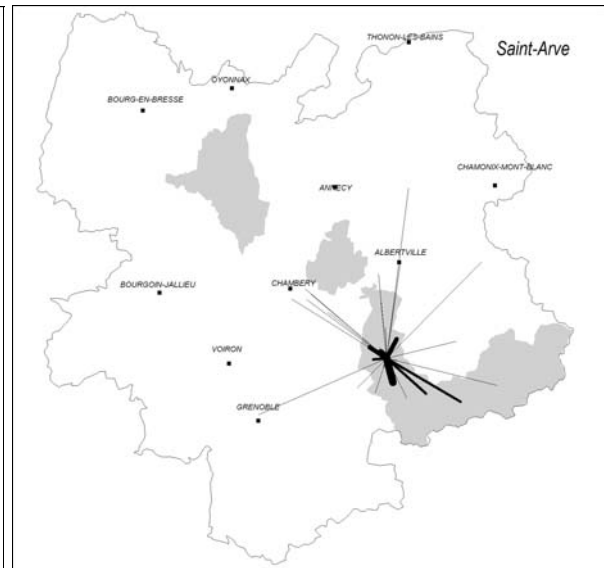 THONON-LES-BAINS
Saint-Arve
OYONNAX
BOURG-EN-BRESSE
CHAMONIX-MONT-BLANC
ANNECY
ALBERTVILLE
CHAMBERY
BOURGOIN-JALLIEU
VOIRON
GRENOBLE